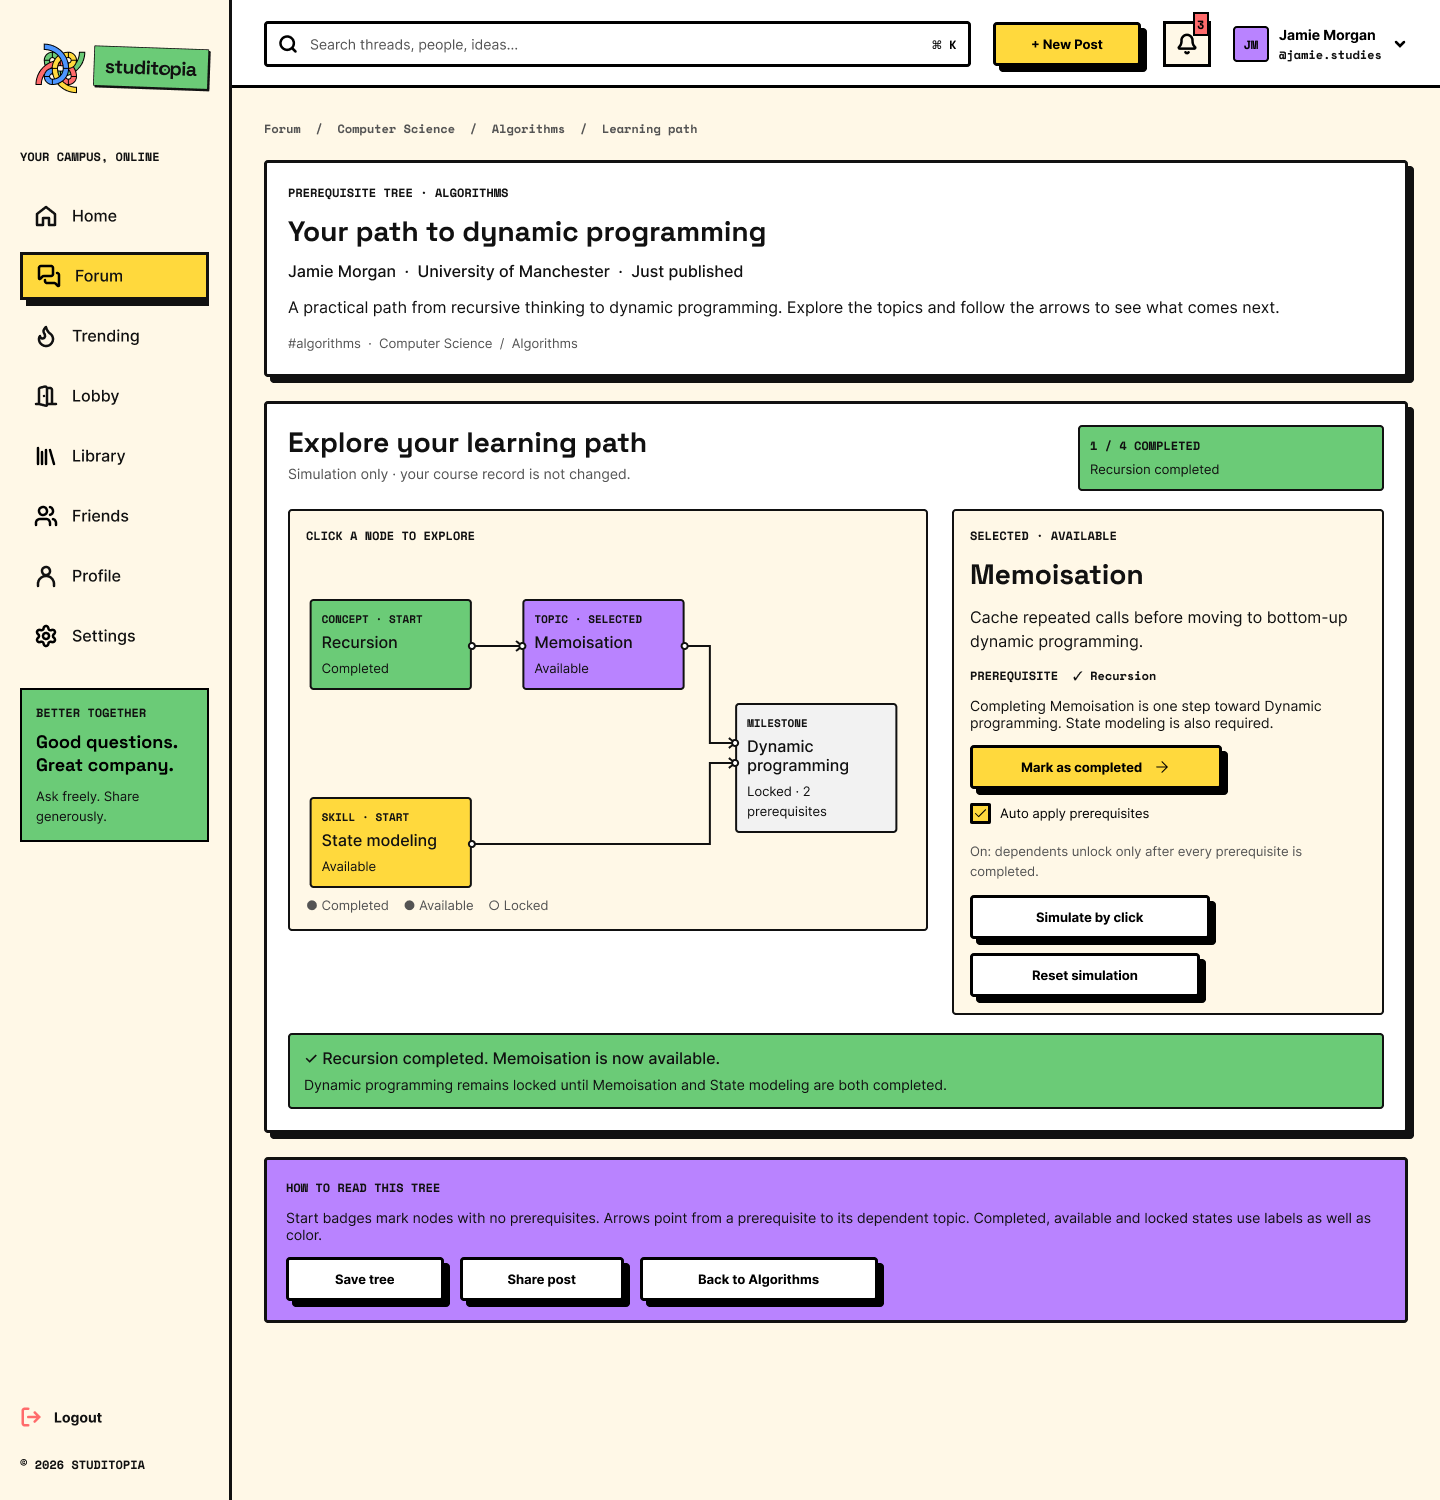 studitopia
YOUR CAMPUS, ONLINE
Home
Forum
Trending
Lobby
Library
Friends
Profile
Settings
BETTER TOGETHER
Good questions.
Great company.
Ask freely. Share
generously.
Logout
© 2026 STUDITOPIA
Search threads, people, ideas...
⌘ K
+ New Post
3
JM
Jamie Morgan
@jamie.studies
Forum / Computer Science / Algorithms / Learning path
PREREQUISITE TREE · ALGORITHMS
Your path to dynamic programming
Jamie Morgan · University of Manchester · Just published
A practical path from recursive thinking to dynamic programming. Explore the topics and follow the arrows to see what comes next.
#algorithms · Computer Science / Algorithms
Explore your learning path
Simulation only · your course record is not changed.
1 / 4 COMPLETED
Recursion completed
CLICK A NODE TO EXPLORE
CONCEPT · START
Recursion
Completed
TOPIC · SELECTED
Memoisation
Available
MILESTONE
Dynamic
programming
Locked · 2
prerequisites
SKILL · START
State modeling
Available
● Completed ● Available ○ Locked
SELECTED · AVAILABLE
Memoisation
Cache repeated calls before moving to bottom-up
dynamic programming.
PREREQUISITE ✓ Recursion
Completing Memoisation is one step toward Dynamic
programming. State modeling is also required.
Mark as completed →
Auto apply prerequisites
On: dependents unlock only after every prerequisite is
completed.
Simulate by click
Reset simulation
✓ Recursion completed. Memoisation is now available.
Dynamic programming remains locked until Memoisation and State modeling are both completed.
HOW TO READ THIS TREE
Start badges mark nodes with no prerequisites. Arrows point from a prerequisite to its dependent topic. Completed, available and locked states use labels as well as
color.
Save tree
Share post
Back to Algorithms